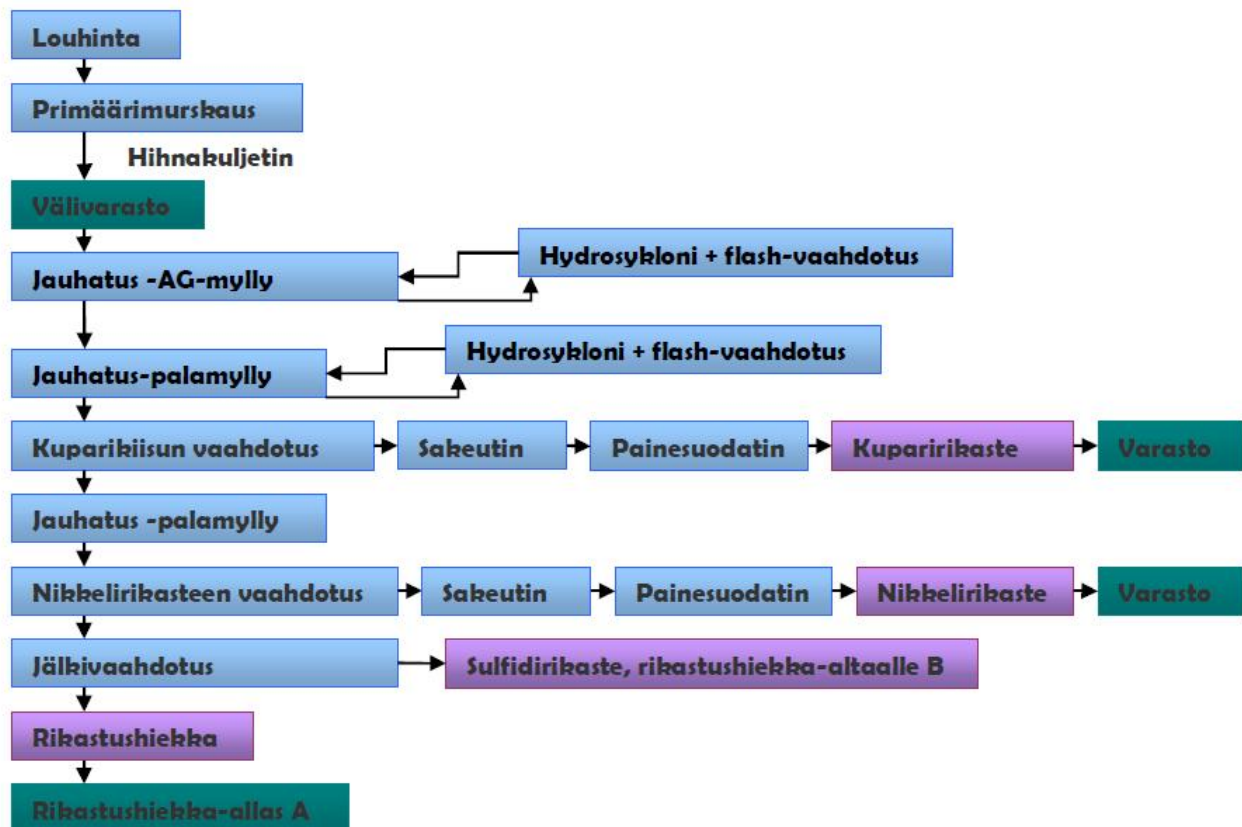 Louhinta
Primäärimurskaus
Hihnakuljetin
Välivarasto
Hydrosykloni + flash-vaahdotus
Jauhatus -AG-mylly
Hydrosykloni + flash-vaahdotus
Jauhatus-palamylly
Kuparikiisun vaahdotus
Sakeutin
Painesuodatin
Kuparirikaste
Varasto
Jauhatus -palamylly
Nikkelirikasteen vaahdotus
Sakeutin
Painesuodatin
Nikkelirikaste
Varasto
Jälkivaahdotus
Sulfidirikaste, rikastushiekka-altaalle B
Rikastushiekka
Rikastushiekka-allas A